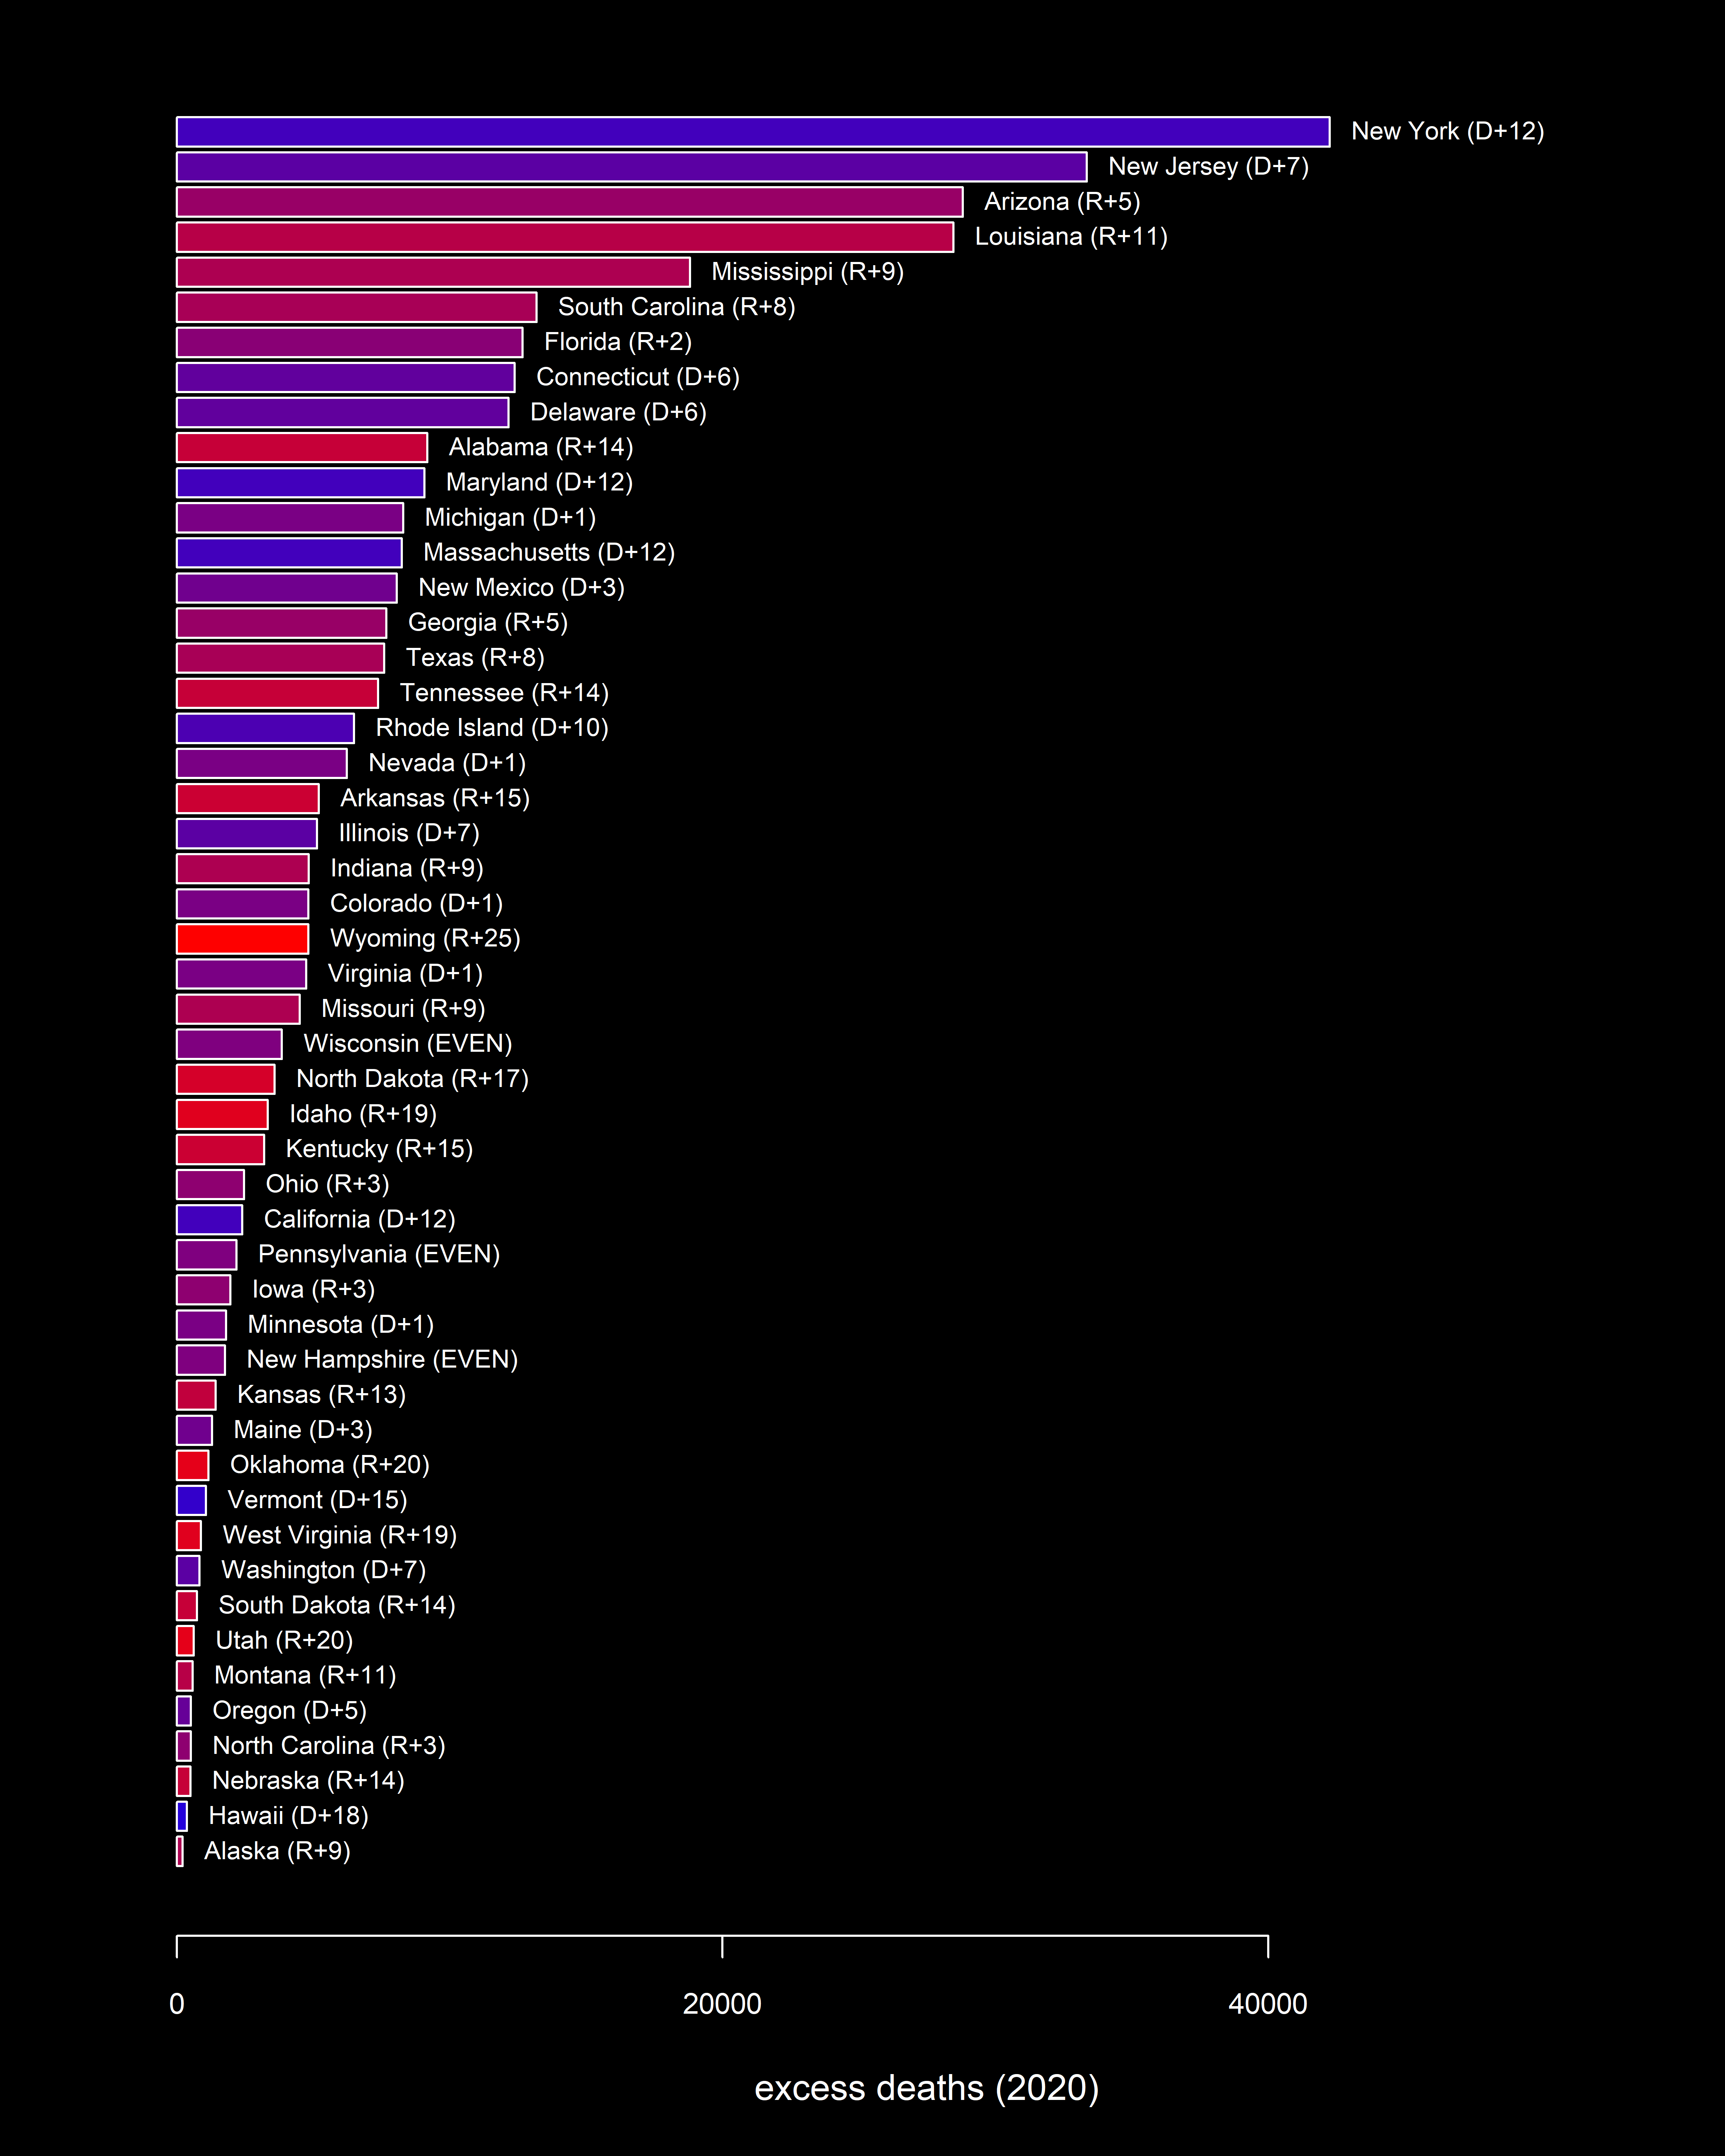 New York (D+12)
New Jersey (D+7)
Arizona (R+5)
Louisiana (R+11)
Mississippi (R+9)
South Carolina (R+8)
Florida (R+2)
Connecticut (D+6)
Delaware (D+6)
Alabama (R+14)
Maryland (D+12)
Michigan (D+1)
Massachusetts (D+12)
New Mexico (D+3)
Georgia (R+5)
Texas (R+8)
Tennessee (R+14)
Rhode Island (D+10)
Nevada (D+1)
Arkansas (R+15)
Illinois (D+7)
Indiana (R+9)
Colorado (D+1)
Wyoming (R+25)
Virginia (D+1)
Missouri (R+9)
Wisconsin (EVEN)
North Dakota (R+17)
Idaho (R+19)
Kentucky (R+15)
Ohio (R+3)
California (D+12)
Pennsylvania (EVEN)
Iowa (R+3)
Minnesota (D+1)
New Hampshire (EVEN)
Kansas (R+13)
Maine (D+3)
Oklahoma (R+20)
Vermont (D+15)
West Virginia (R+19)
Washington (D+7)
South Dakota (R+14)
Utah (R+20)
Montana (R+11)
Oregon (D+5)
North Carolina (R+3)
Nebraska (R+14)
Hawaii (D+18)
Alaska (R+9)
0 20000 40000
excess deaths (2020)